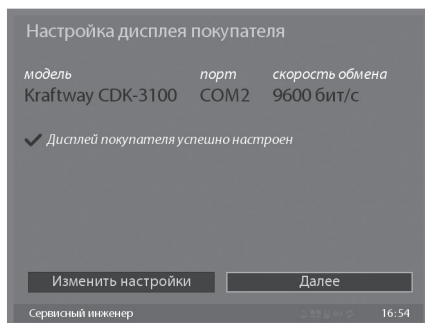 Настройка дисплея покупателя
модель порт скорость обмена
Kraftway CDK-3100 COM2 9600 бит/с
Дисплей покупателя успешно настроен
Изменить настройки Далее
Сервисный инженер 16:54